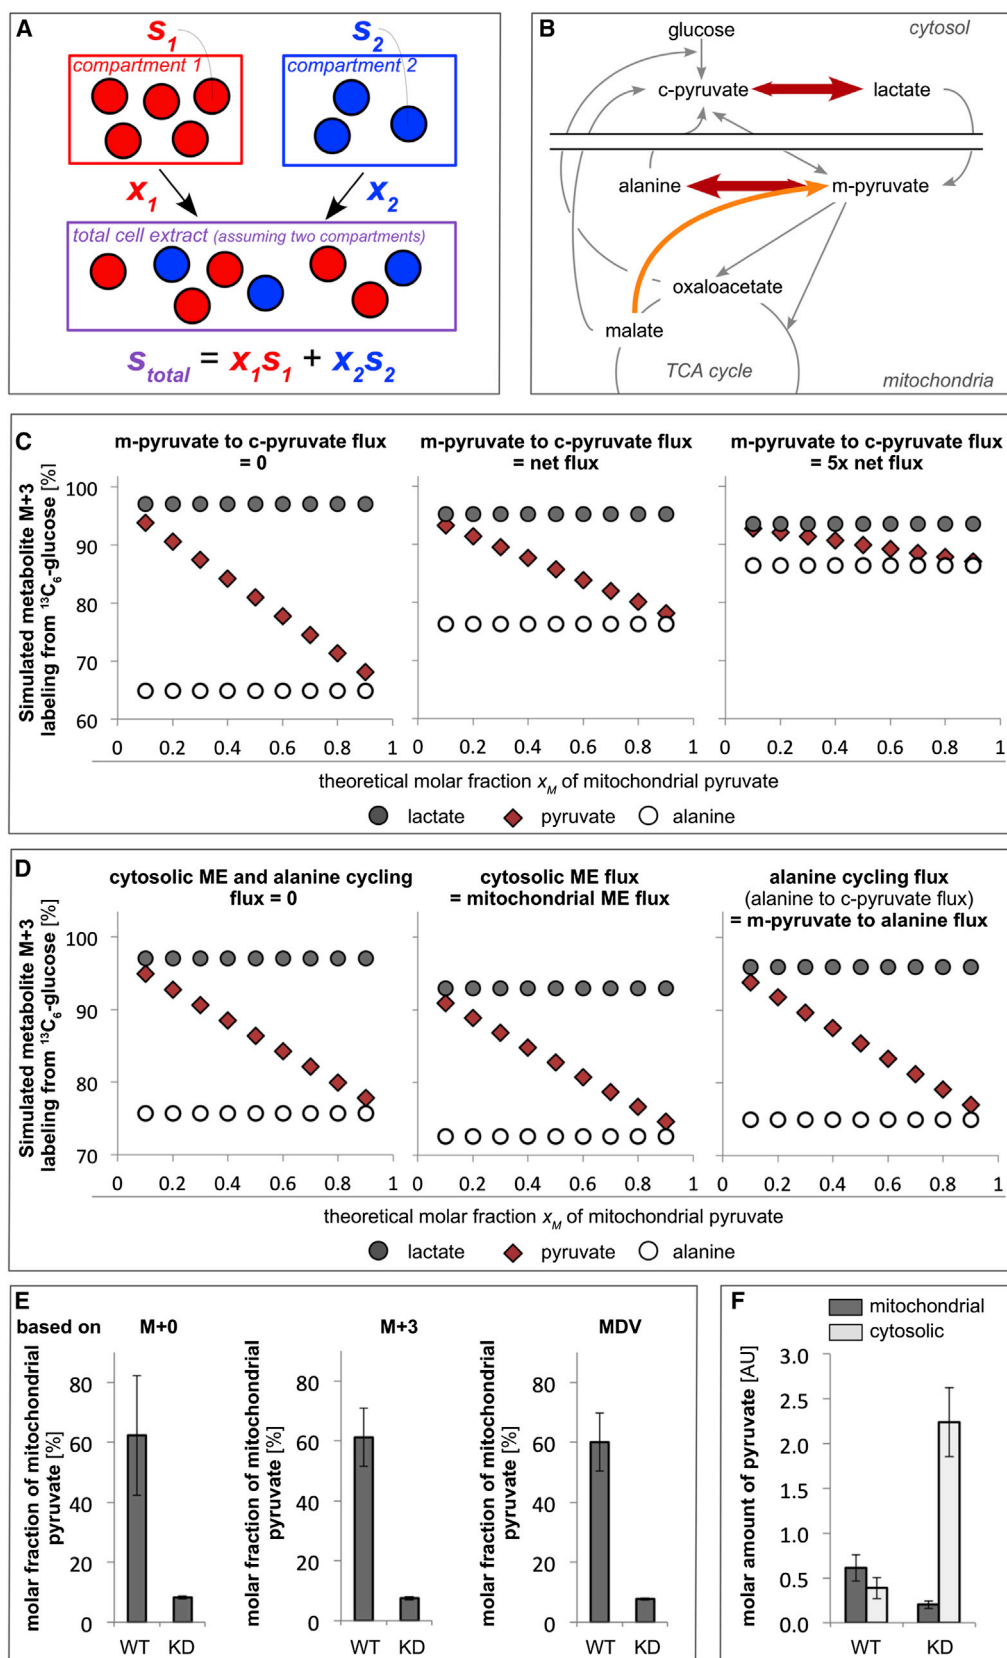 A
S1
S2
compartment 1
compartment 2
x1
x2
total cell extract (assuming two compartments)
Stotal = x1s1 + x2s2
B
glucose
cytosol
c-pyruvate
lactate
alanine
m-pyruvate
oxaloacetate
malate
TCA cycle
mitochondria
C
m-pyruvate to c-pyruvate flux
= 0
m-pyruvate to c-pyruvate flux
= net flux
m-pyruvate to c-pyruvate flux
= 5x net flux
Simulated metabolite M+3
labeling from 13C6-glucose [%]
100
90
80
70
60
0 0.2 0.4 0.6 0.8 1
0 0.2 0.4 0.6 0.8 1
0 0.2 0.4 0.6 0.8 1
theoretical molar fraction xM of mitochondrial pyruvate
lactate pyruvate alanine
D
cytosolic ME and alanine cycling
flux = 0
cytosolic ME flux
= mitochondrial ME flux
alanine cycling flux
(alanine to c-pyruvate flux)
= m-pyruvate to alanine flux
Simulated metabolite M+3
labeling from 13C6-glucose [%]
100
90
80
70
0 0.2 0.4 0.6 0.8 1
0 0.2 0.4 0.6 0.8 1
0 0.2 0.4 0.6 0.8 1
theoretical molar fraction xM of mitochondrial pyruvate
lactate pyruvate alanine
E
based on M+0 M+3 MDV
molar fraction of mitochondrial
pyruvate [%]
80
60
40
20
0
WT KD
molar fraction of mitochondrial
pyruvate [%]
80
60
40
20
0
WT KD
molar fraction of mitochondrial
pyruvate [%]
80
60
40
20
0
WT KD
F
mitochondrial
cytosolic
molar amount of pyruvate [AU]
3.0
2.5
2.0
1.5
1.0
0.5
0.0
WT KD